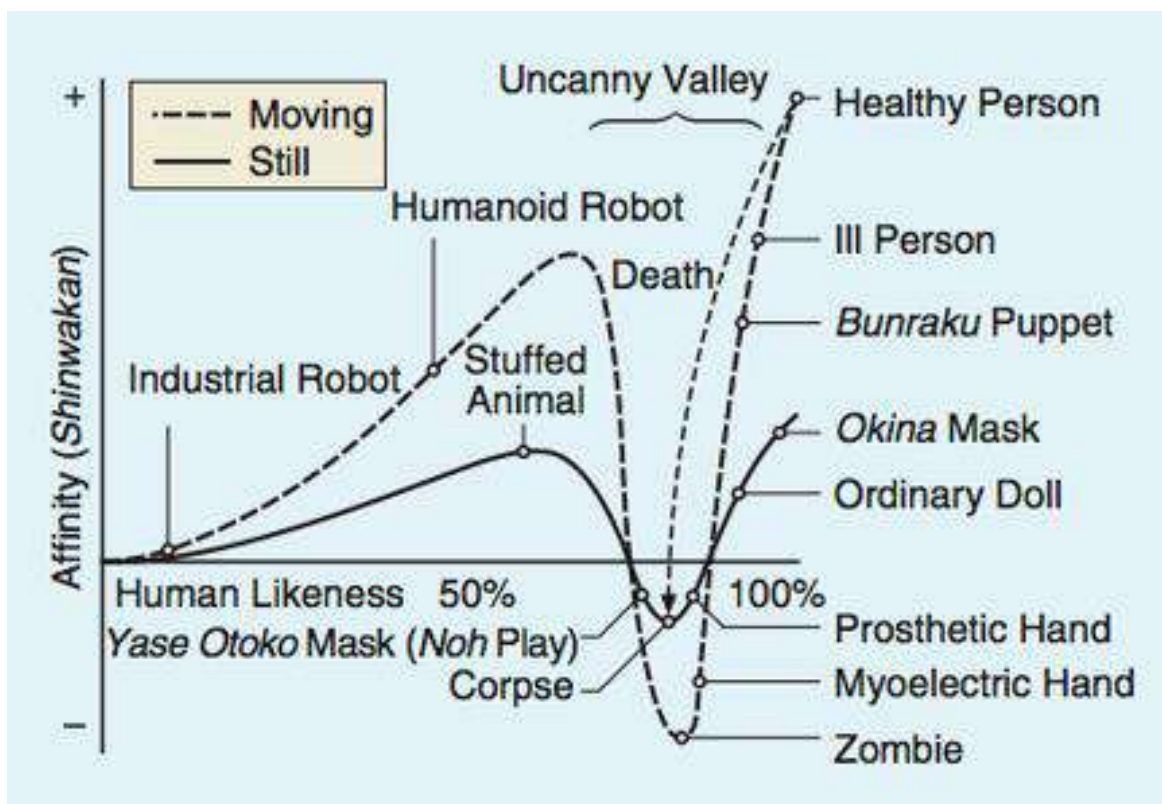 Uncanny Valley
+
Healthy Person
Moving
Still
Humanoid Robot
Ill Person
Death
Bunraku Puppet
Stuffed
Animal
Industrial Robot
Okina Mask
Ordinary Doll
Affinity (Shinwakan)
Human Likeness 50% 100%
Yase Otoko Mask (Noh Play)
Prosthetic Hand
Corpse
Myoelectric Hand
–
Zombie